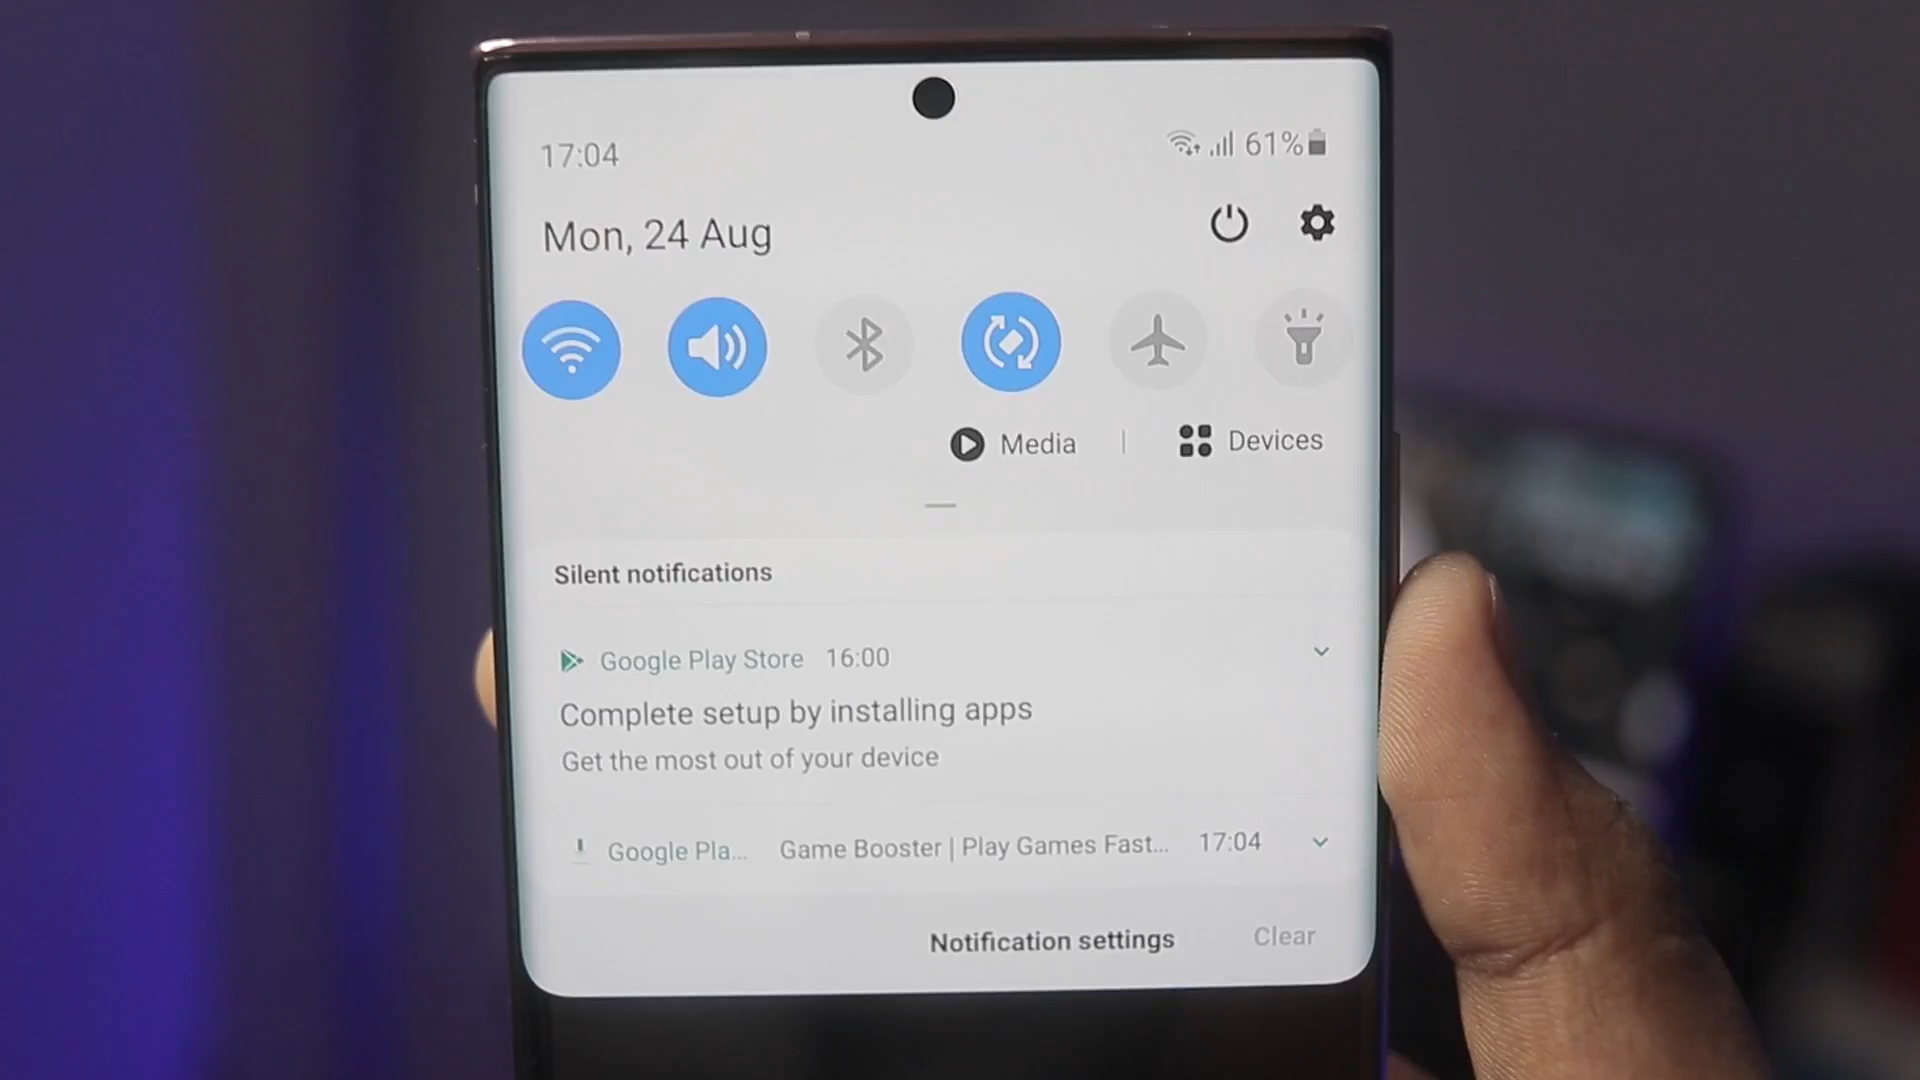 17:04
61%
Mon, 24 Aug
Media | Devices
Silent notifications
Google Play Store 16:00
Complete setup by installing apps
Get the most out of your device
Google Pla... Game Booster | Play Games Fast... 17:04
Notification settings Clear